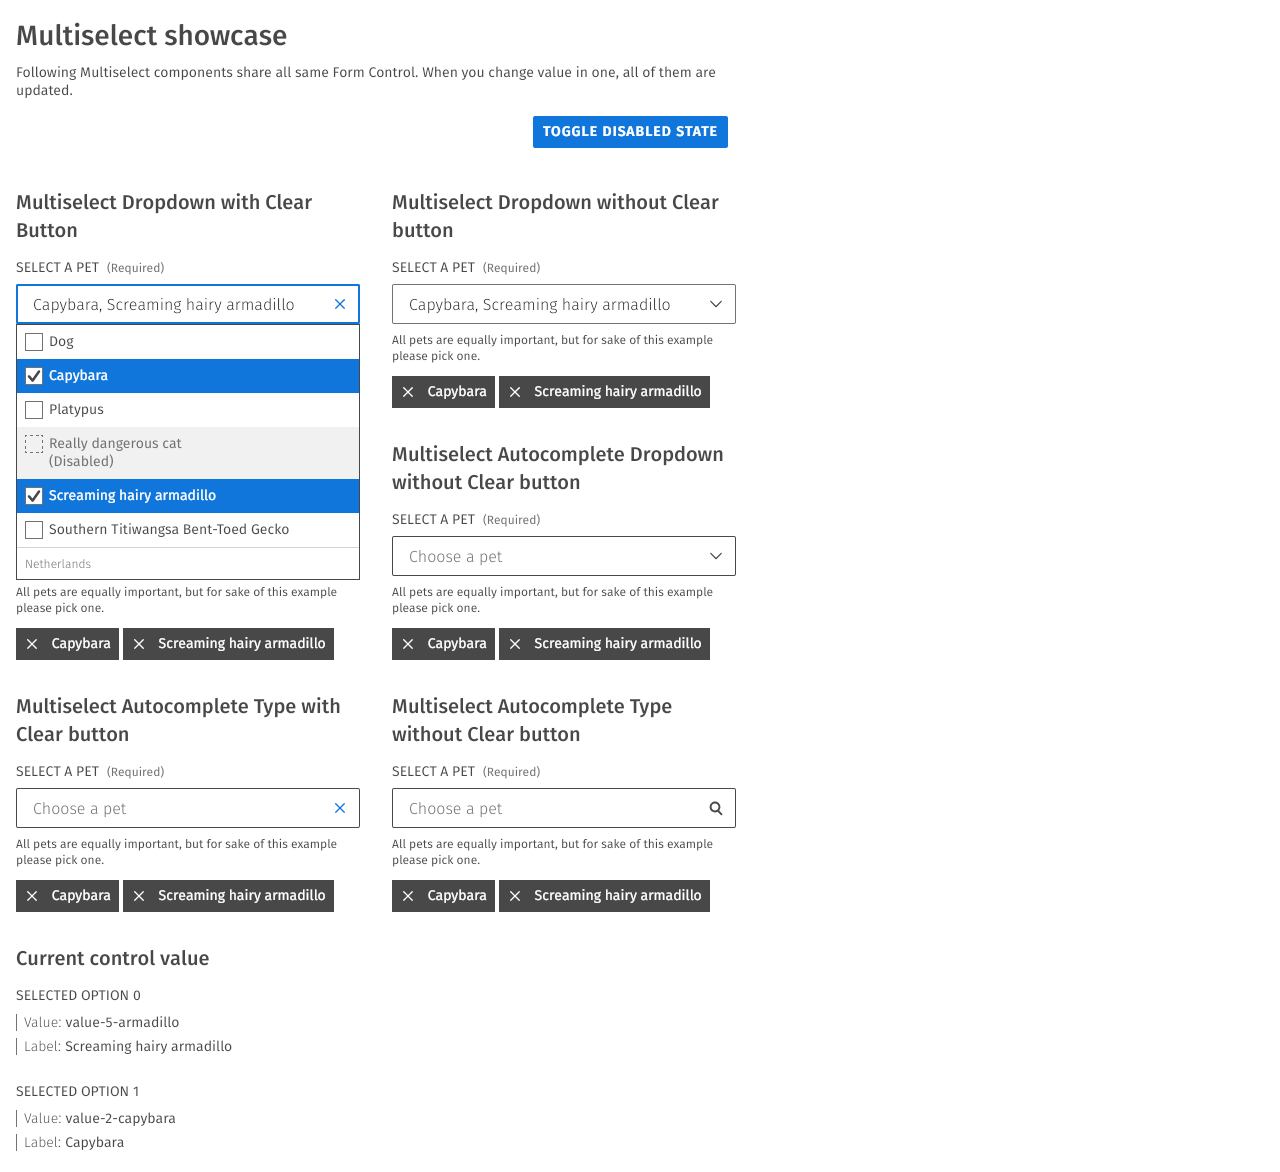 Multiselect showcase
Following Multiselect components share all same Form Control. When you change value in one, all of them are
updated.
TOGGLE DISABLED STATE
Multiselect Dropdown with Clear
Button
SELECT A PET (Required)
Capybara, Screaming hairy armadillo
Dog
Capybara
Platypus
Really dangerous cat
(Disabled)
Screaming hairy armadillo
Southern Titiwangsa Bent-Toed Gecko
Netherlands
All pets are equally important, but for sake of this example
please pick one.
Capybara
Screaming hairy armadillo
Multiselect Dropdown without Clear
button
SELECT A PET (Required)
Capybara, Screaming hairy armadillo
All pets are equally important, but for sake of this example
please pick one.
Capybara
Screaming hairy armadillo
Multiselect Autocomplete Dropdown
without Clear button
SELECT A PET (Required)
Choose a pet
All pets are equally important, but for sake of this example
please pick one.
Capybara
Screaming hairy armadillo
Multiselect Autocomplete Type with
Clear button
SELECT A PET (Required)
Choose a pet
All pets are equally important, but for sake of this example
please pick one.
Capybara
Screaming hairy armadillo
Multiselect Autocomplete Type
without Clear button
SELECT A PET (Required)
Choose a pet
All pets are equally important, but for sake of this example
please pick one.
Capybara
Screaming hairy armadillo
Current control value
SELECTED OPTION 0
Value: value-5-armadillo
Label: Screaming hairy armadillo
SELECTED OPTION 1
Value: value-2-capybara
Label: Capybara